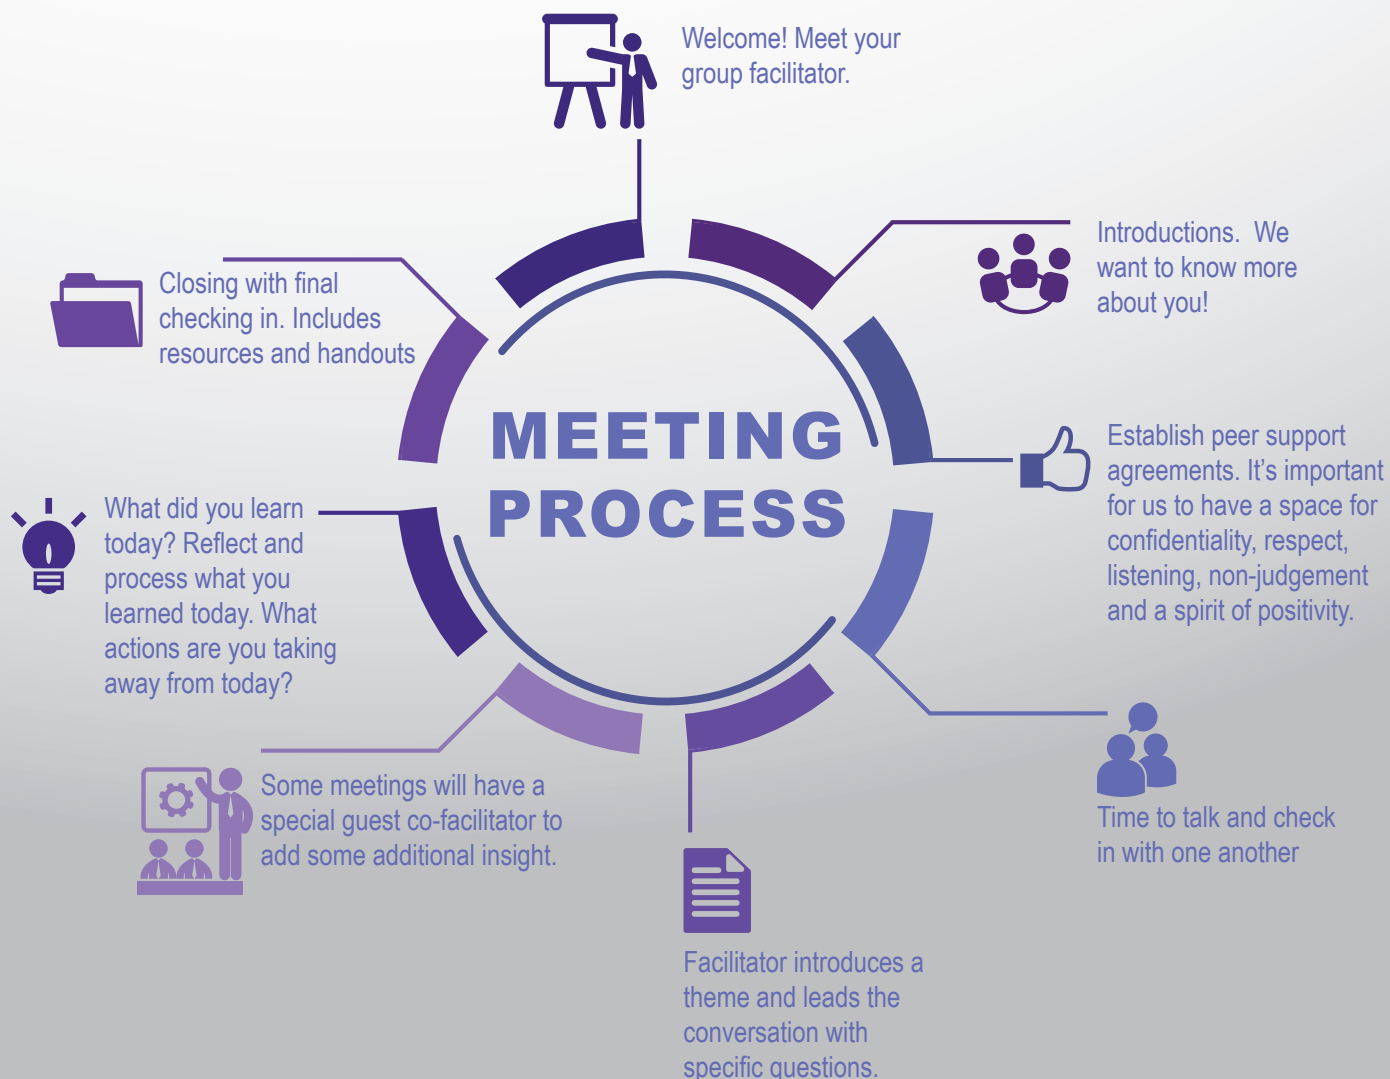 Welcome! Meet your
group facilitator.
Introductions.  We
want to know more
about you!
Establish peer support
agreements. It’s important
for us to have a space for
confidentiality, respect,
listening, non-judgement
and a spirit of positivity.
Time to talk and check
in with one another
Facilitator introduces a
theme and leads the
conversation with
specific questions.
Some meetings will have a
special guest co-facilitator to
add some additional insight.
What did you learn
today? Reflect and
process what you
learned today. What
actions are you taking
away from today?
Closing with final
checking in. Includes
resources and handouts
MEETING
PROCESS